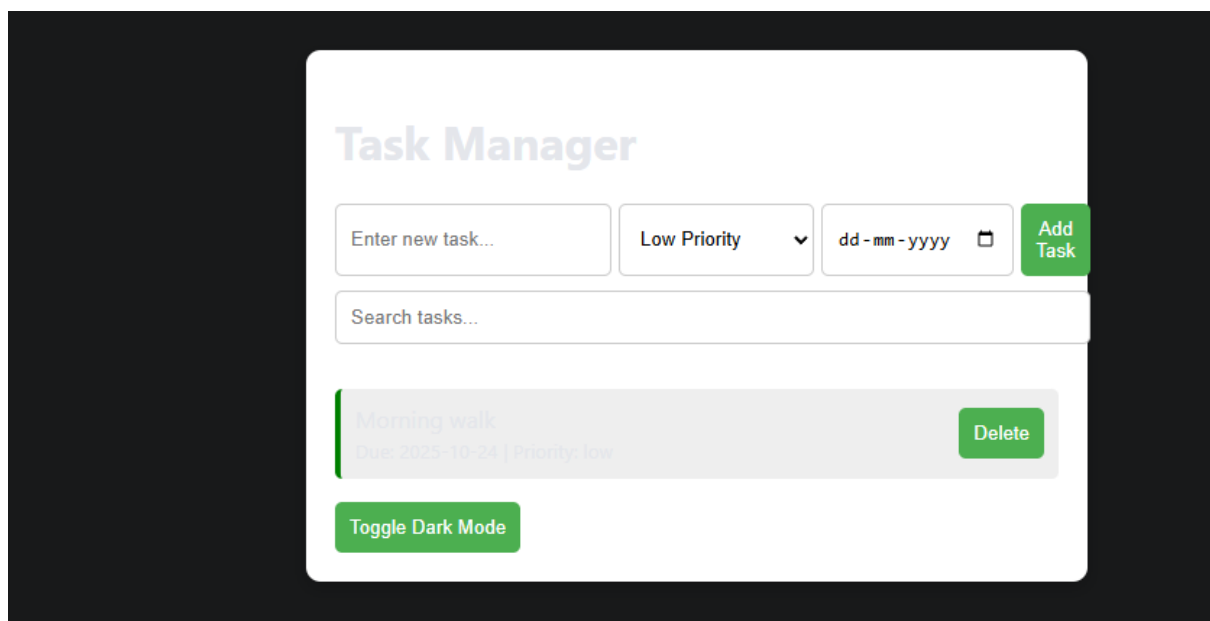 Task Manager
Enter new task...
Low Priority
dd-mm-yyyy
Add
Task
Search tasks...
Morning walk
Due: 2025-10-24 | Priority: low
Delete
Toggle Dark Mode